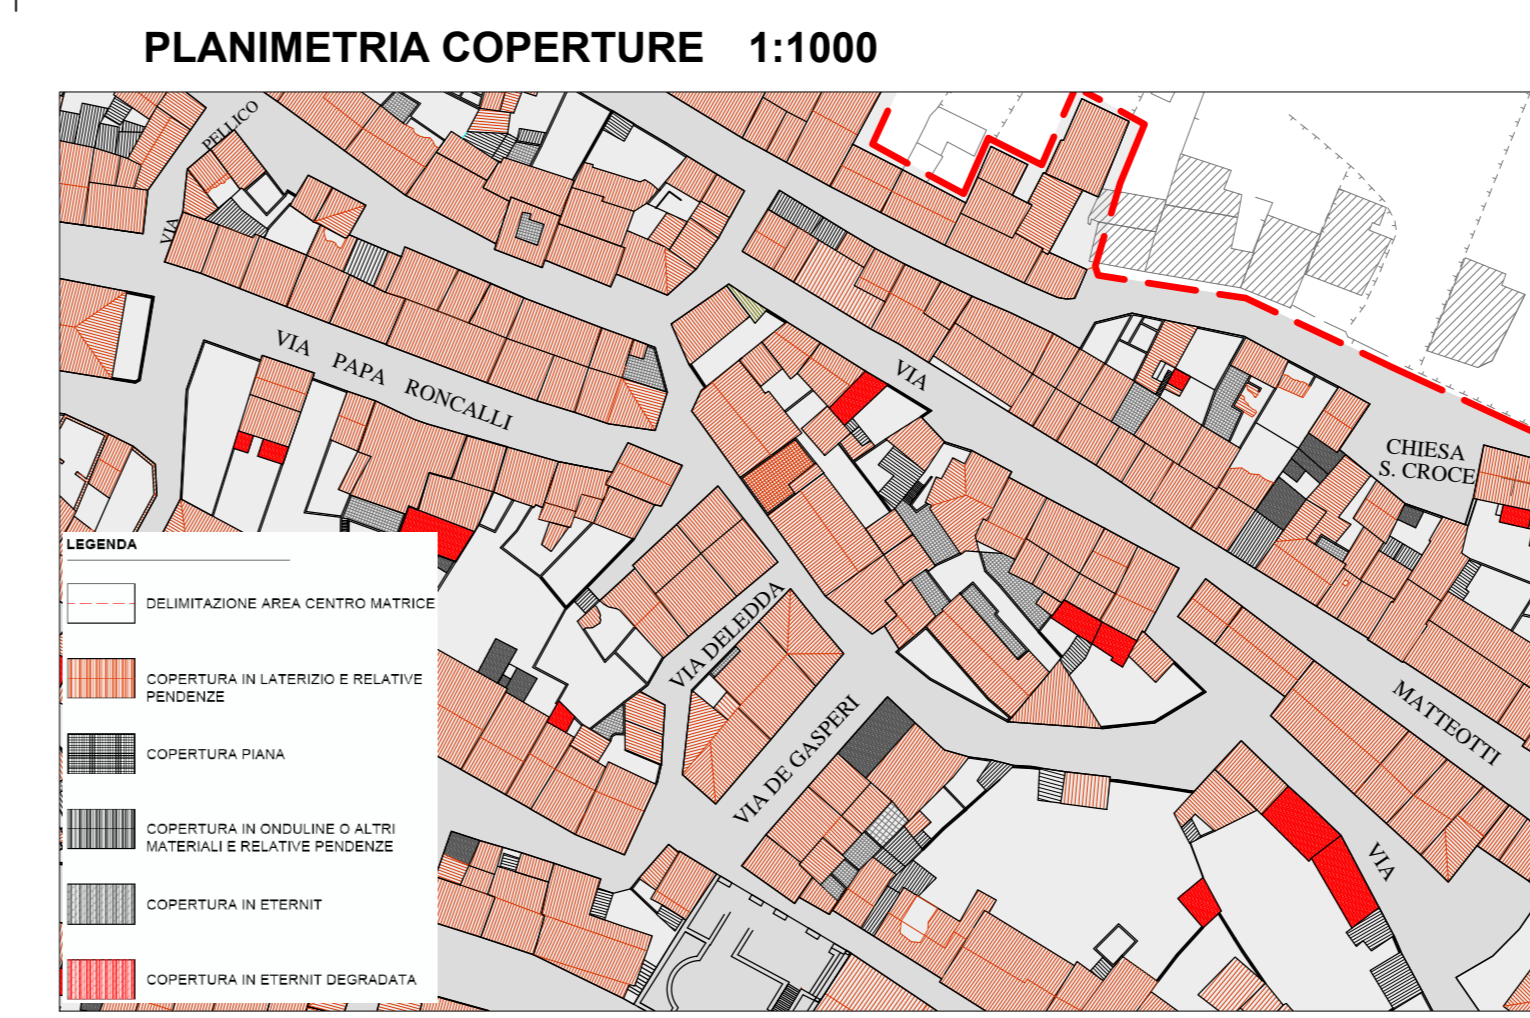 PLANIMETRIA COPERTURE 1:1000
VIA PELLICO
VIA PAPA RONCALLI
VIA
CHIESA
S. CROCE
MATTEOTTI
VIA
VIA DELEDDA
VIA DE GASPERI
LEGENDA
DELIMITAZIONE AREA CENTRO MATRICE
COPERTURA IN LATERIZIO E RELATIVE
PENDENZE
COPERTURA PIANA
COPERTURA IN ONDULINE O ALTRI
MATERIALI E RELATIVE PENDENZE
COPERTURA IN ETERNIT
COPERTURA IN ETERNIT DEGRADATA